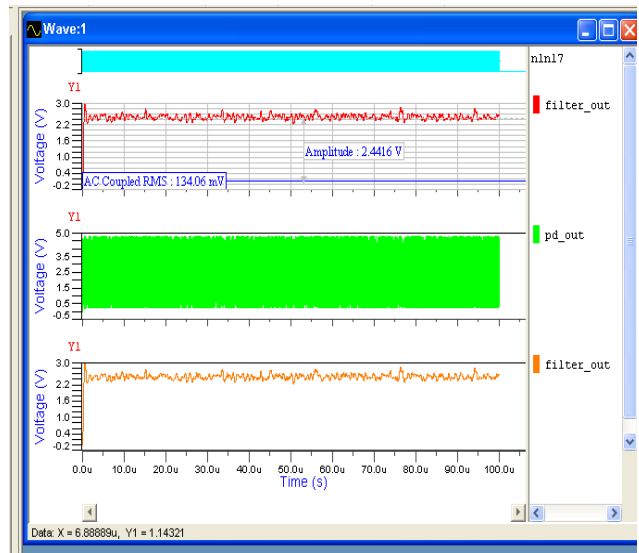 Wave:1
n1n17
Y1
3.0
2.2
1.6
1.0
0.4
-0.2
Voltage (V)
filter_out
Amplitude : 2.4416 V
AC Coupled RMS : 134.06 mV
Y1
5.0
3.5
2.5
1.5
0.5
-0.5
Voltage (V)
pd_out
Y1
3.0
2.2
1.6
1.0
0.4
-0.2
Voltage (V)
filter_out
0.0u 10.0u 20.0u 30.0u 40.0u 50.0u 60.0u 70.0u 80.0u 90.0u 100.0u
Time (s)
Data: X = 6.88889u, Y1 = 1.14321